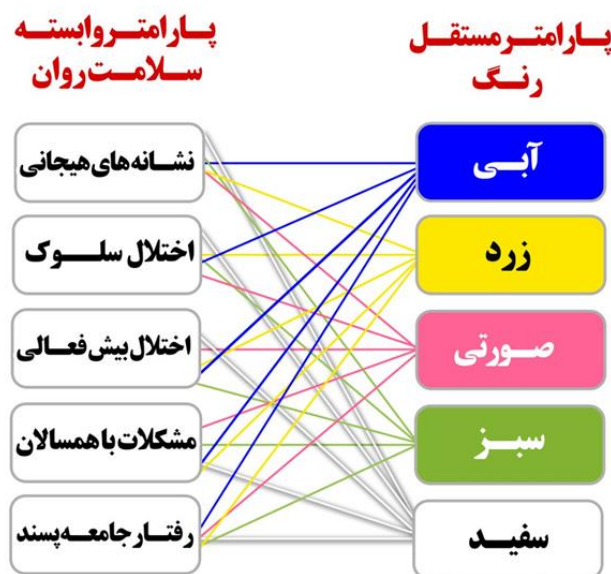 پارامتر مستقل
رنگ
آبی
زرد
صورتی
سبز
سفید
پارامتر وابسته
سلامت روان
نشانه های هیجانی
اختلال سلوک
اختلال بیش فعالی
مشکلات با همسالان
رفتار جامعه پسند